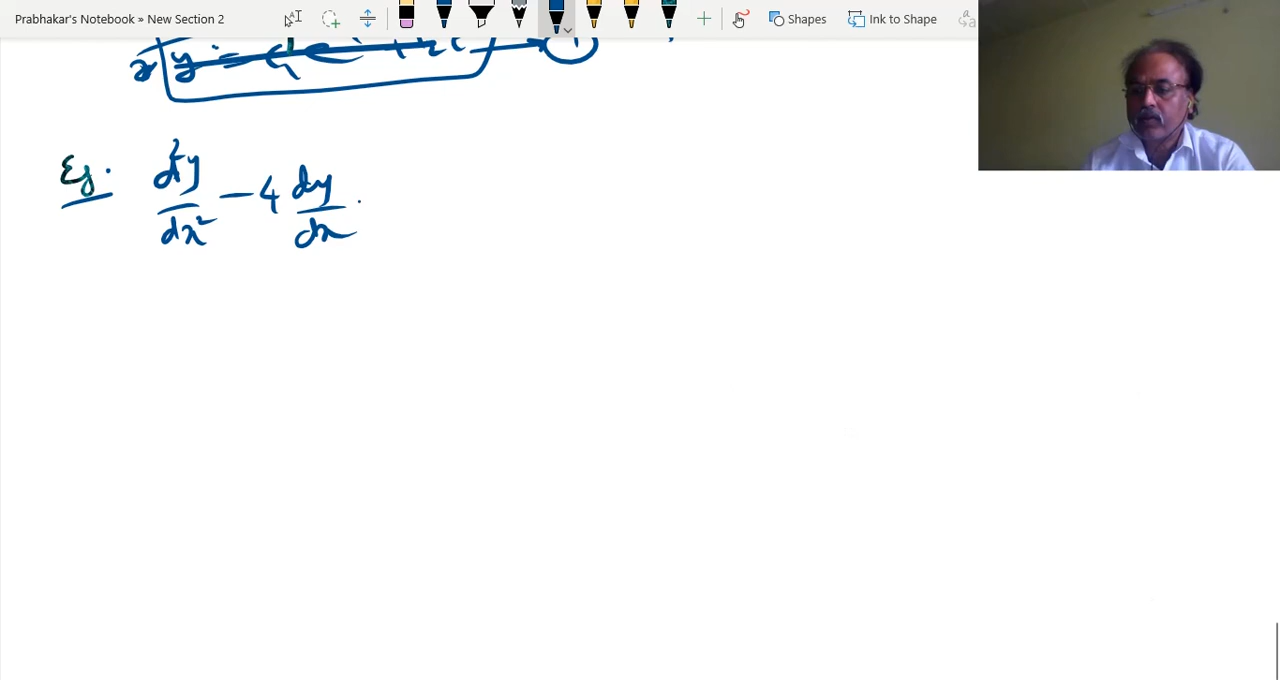 Prabhakar's Notebook » New Section 2
Shapes
Ink to Shape
Eg:
d²y/dx² - 4 dy/dx